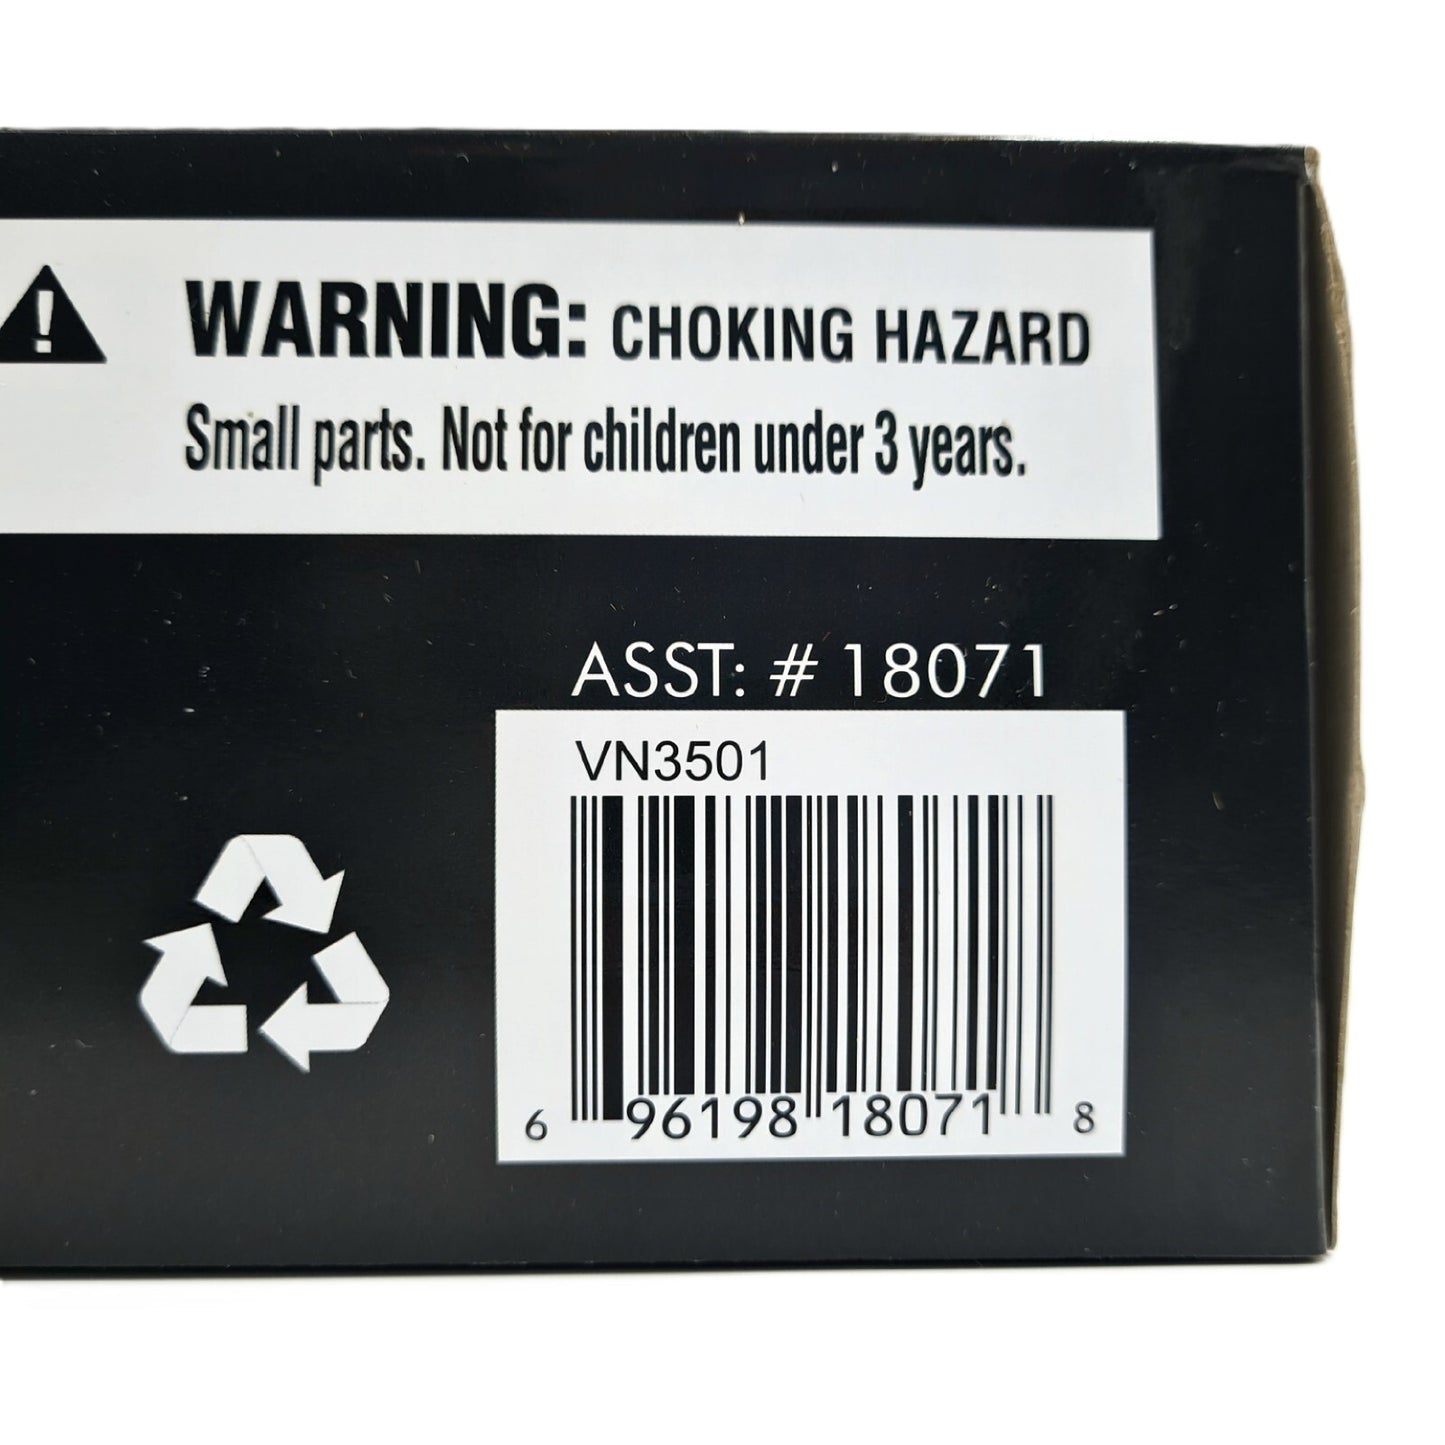 WARNING: CHOKING HAZARD
Small parts. Not for children under 3 years.
ASST: # 18071
VN3501
6 96198 18071 8